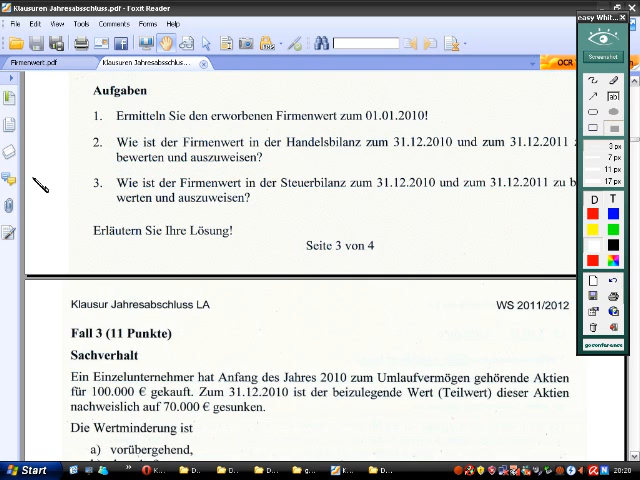 Klausuren Jahresabschluss.pdf - Foxit Reader
File Edit View Tools Comments Forms Help
Firmenwert.pdf
Klausuren Jahresabschluss...
OCR
easy Whit...
Screenshot
ab
3 px
7 px
11 px
17 px
D T
goconference
Aufgaben
1. Ermitteln Sie den erworbenen Firmenwert zum 01.01.2010!
2. Wie ist der Firmenwert in der Handelsbilanz zum 31.12.2010 und zum 31.12.2011 z
bewerten und auszuweisen?
3. Wie ist der Firmenwert in der Steuerbilanz zum 31.12.2010 und zum 31.12.2011 zu b
werten und auszuweisen?
Erläutern Sie Ihre Lösung!
Seite 3 von 4
Klausur Jahresabschluss LA WS 2011/2012
Fall 3 (11 Punkte)
Sachverhalt
Ein Einzelunternehmer hat Anfang des Jahres 2010 zum Umlaufvermögen gehörende Aktien
für 100.000 € gekauft. Zum 31.12.2010 ist der beizulegende Wert (Teilwert) dieser Aktien
nachweislich auf 70.000 € gesunken.
Die Wertminderung ist
a) vorübergehend,
Start
K... D... D... D... g... K... D...
20:20